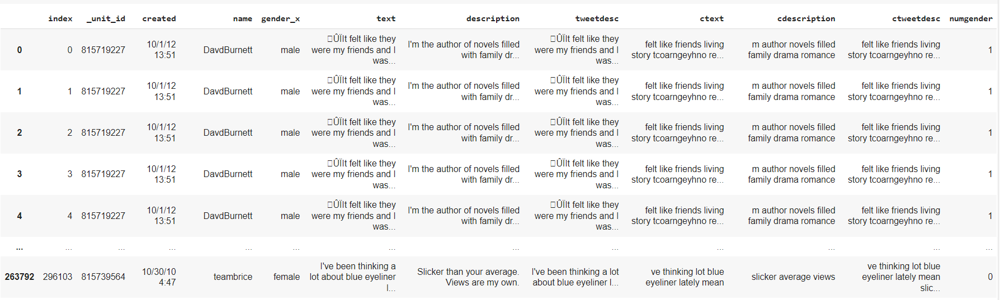 index _unit_id created name gender_x text description tweetdesc ctext cdescription ctweetdesc numgender
0 0 815719227 10/1/12 13:51 DavdBurnett male □ÛÏIt felt like they were my friends and I was... I'm the author of novels filled with family dr... □ÛÏIt felt like they were my friends and I was... felt like friends living story tcoarngeyhno re... m author novels filled family drama romance felt like friends living story tcoarngeyhno re... 1
1 1 815719227 10/1/12 13:51 DavdBurnett male □ÛÏIt felt like they were my friends and I was... I'm the author of novels filled with family dr... □ÛÏIt felt like they were my friends and I was... felt like friends living story tcoarngeyhno re... m author novels filled family drama romance felt like friends living story tcoarngeyhno re... 1
2 2 815719227 10/1/12 13:51 DavdBurnett male □ÛÏIt felt like they were my friends and I was... I'm the author of novels filled with family dr... □ÛÏIt felt like they were my friends and I was... felt like friends living story tcoarngeyhno re... m author novels filled family drama romance felt like friends living story tcoarngeyhno re... 1
3 3 815719227 10/1/12 13:51 DavdBurnett male □ÛÏIt felt like they were my friends and I was... I'm the author of novels filled with family dr... □ÛÏIt felt like they were my friends and I was... felt like friends living story tcoarngeyhno re... m author novels filled family drama romance felt like friends living story tcoarngeyhno re... 1
4 4 815719227 10/1/12 13:51 DavdBurnett male □ÛÏIt felt like they were my friends and I was... I'm the author of novels filled with family dr... □ÛÏIt felt like they were my friends and I was... felt like friends living story tcoarngeyhno re... m author novels filled family drama romance felt like friends living story tcoarngeyhno re... 1
... ... ... ... ... ... ... ... ... ... ... ... ...
263792 296103 815739564 10/30/10 4:47 teambrice female I've been thinking a lot about blue eyeliner l... Slicker than your average. Views are my own. I've been thinking a lot about blue eyeliner l... ve thinking lot blue eyeliner lately mean slicker average views ve thinking lot blue eyeliner lately mean slic... 0